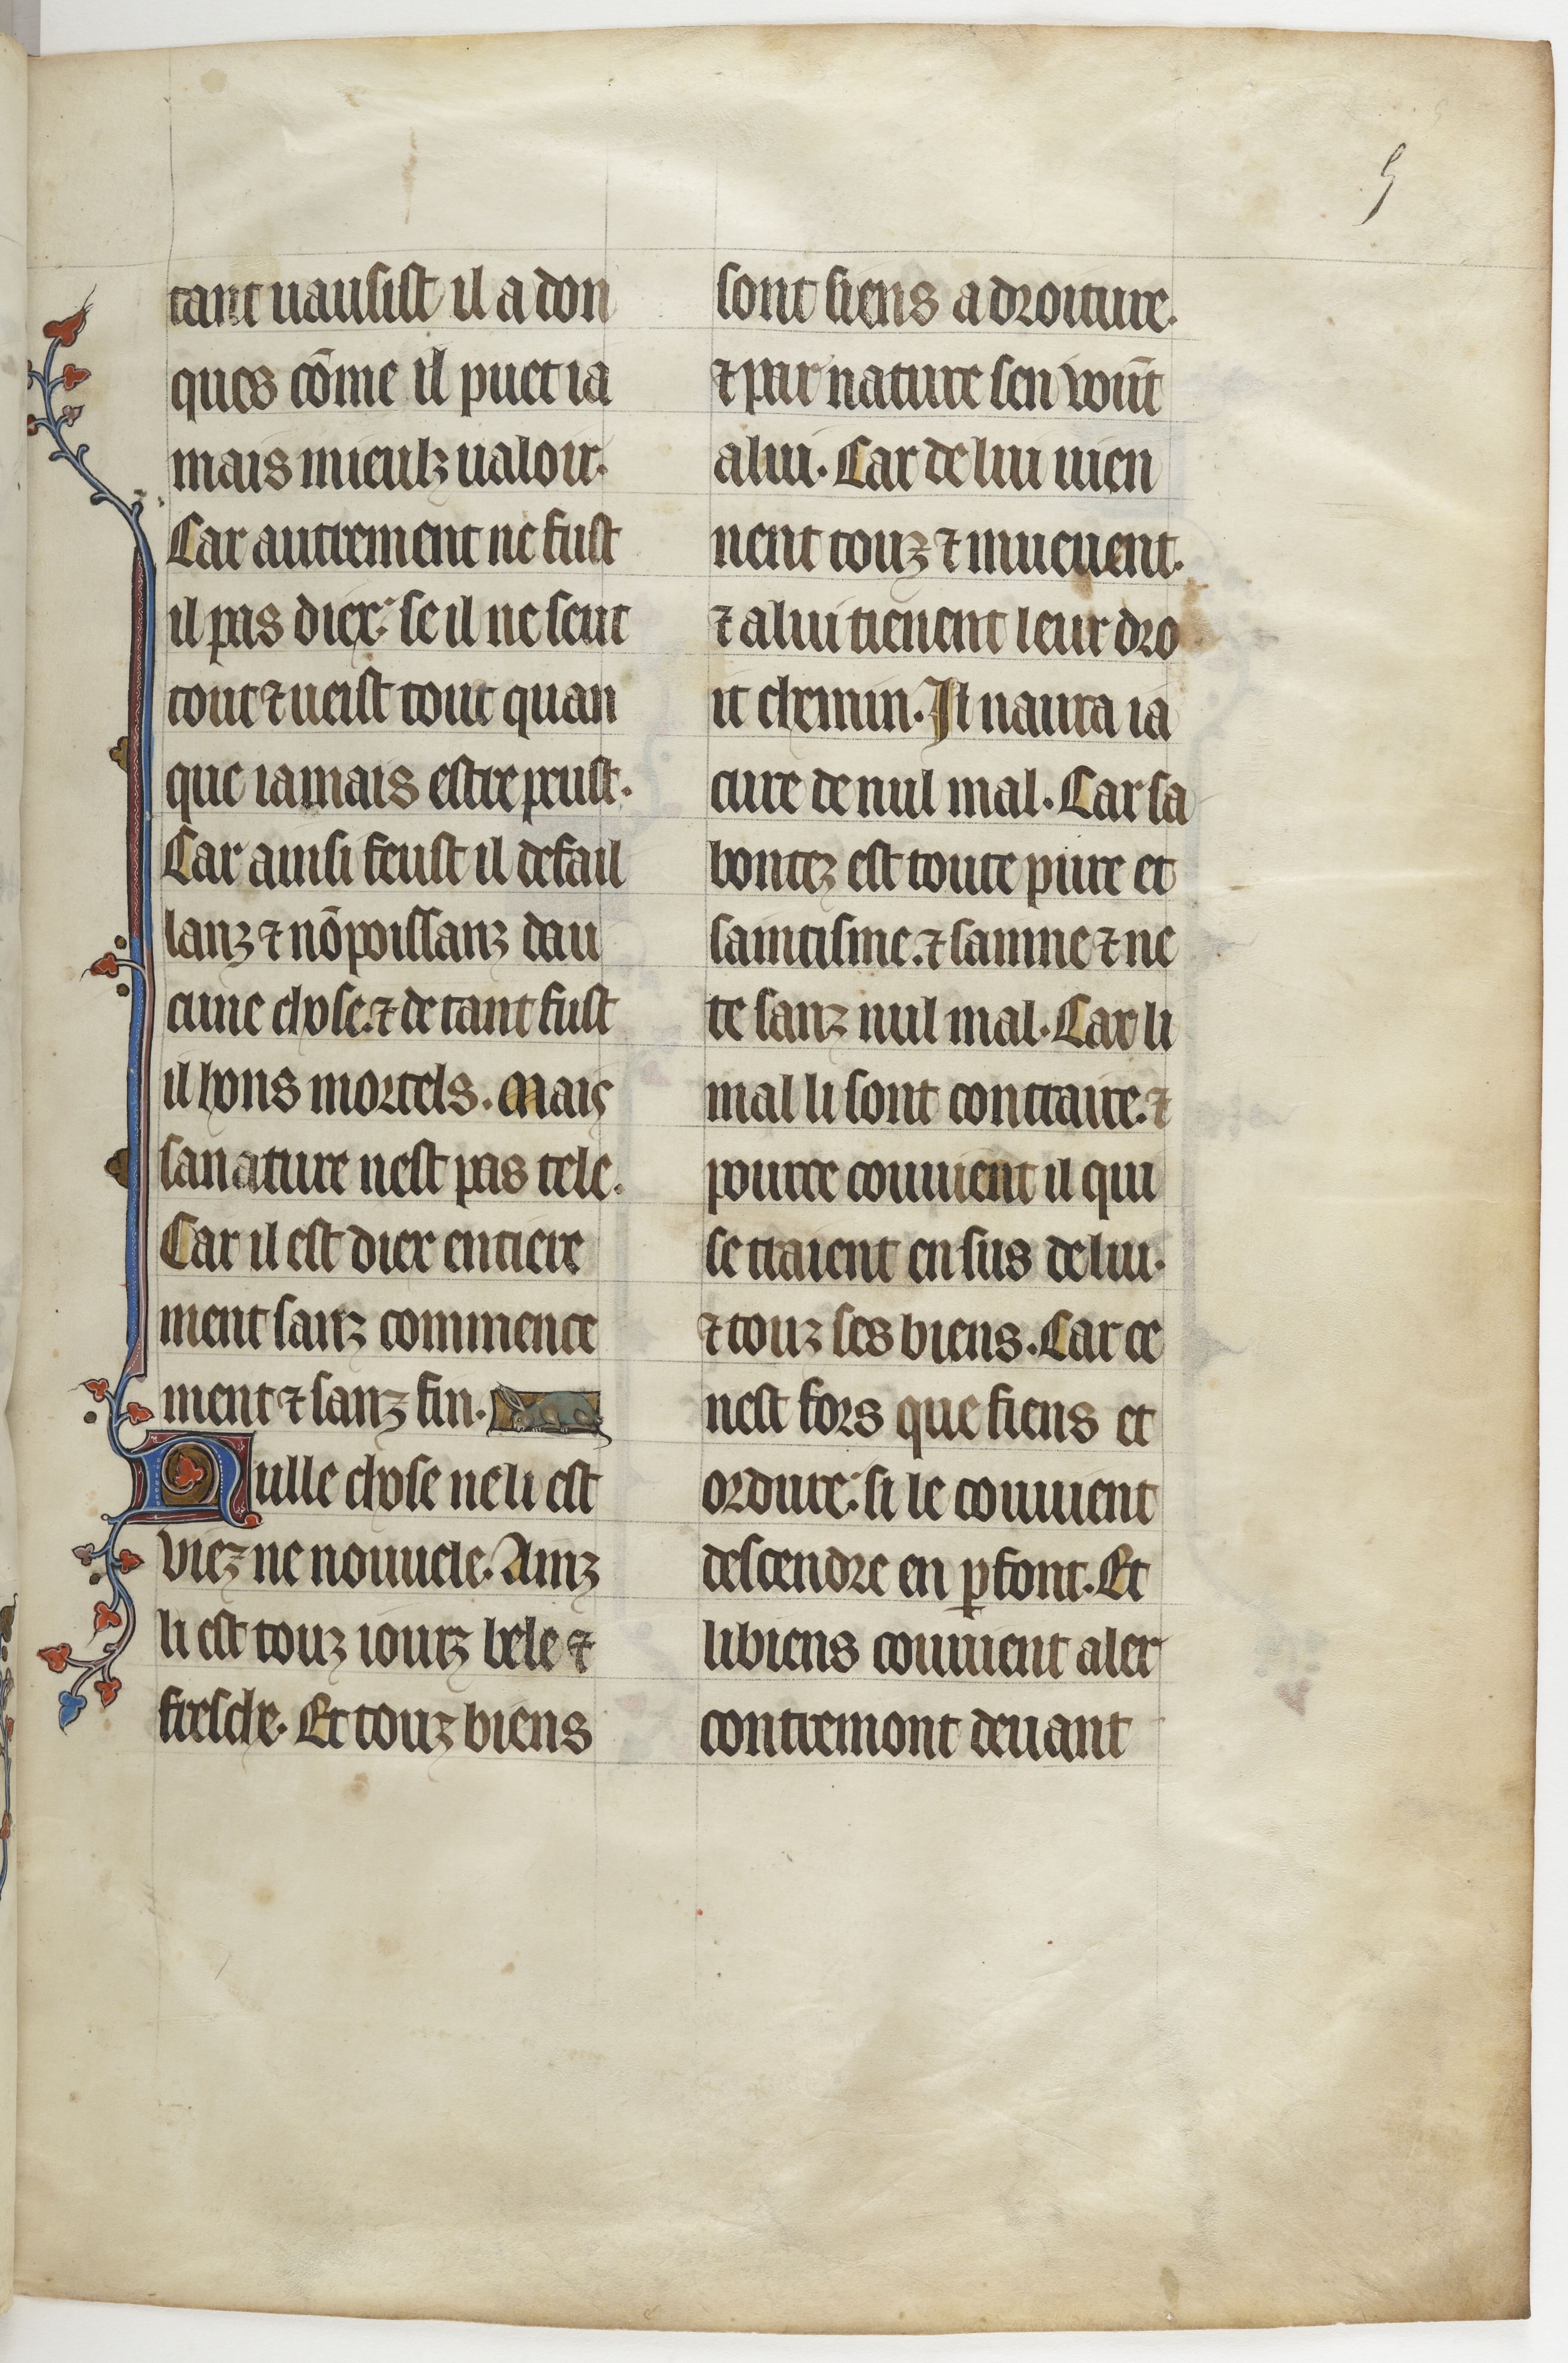 5
tant uausist il a don
ques cōme il puet ia
mais mieulz ualoir.
Car autrement ne fust
il pas diex: se il ne seut
tout ⁊ ueist tout quan
que iamais estre peust.
Car ainsi feust il defail
lanz ⁊ nō poissanz dau
cune chose. ⁊ de tant fust
il hons mortels. Mais
sa nature nest pas tele.
Car il est diex entiere
ment sanz commence
ment ⁊ sanz fin.
Nulle chose ne li est
viez ne nouuele. Ainz
li est touz iourz bele ⁊
fresche. Et touz biens
sont siens a droiture.
⁊ par nature sen vōnt
a lui. Car de lui uien
nent touz ⁊ mueuent.
⁊ a lui tienent leur dro
it chemin. Il naura ia
cure de nul mal. Car sa
bontez est toute pure et
saintisme. ⁊ sainne ⁊ ne
te sanz nul mal. Car li
mal li sont contraire. ⁊
pource couuient il qui
se traient en sus de lui.
⁊ touz ses biens. Car ce
nest fors que fiens et
ordure: si le couuient
descendre en ꝑfont. Et
li biens couuient aler
contremont deuant